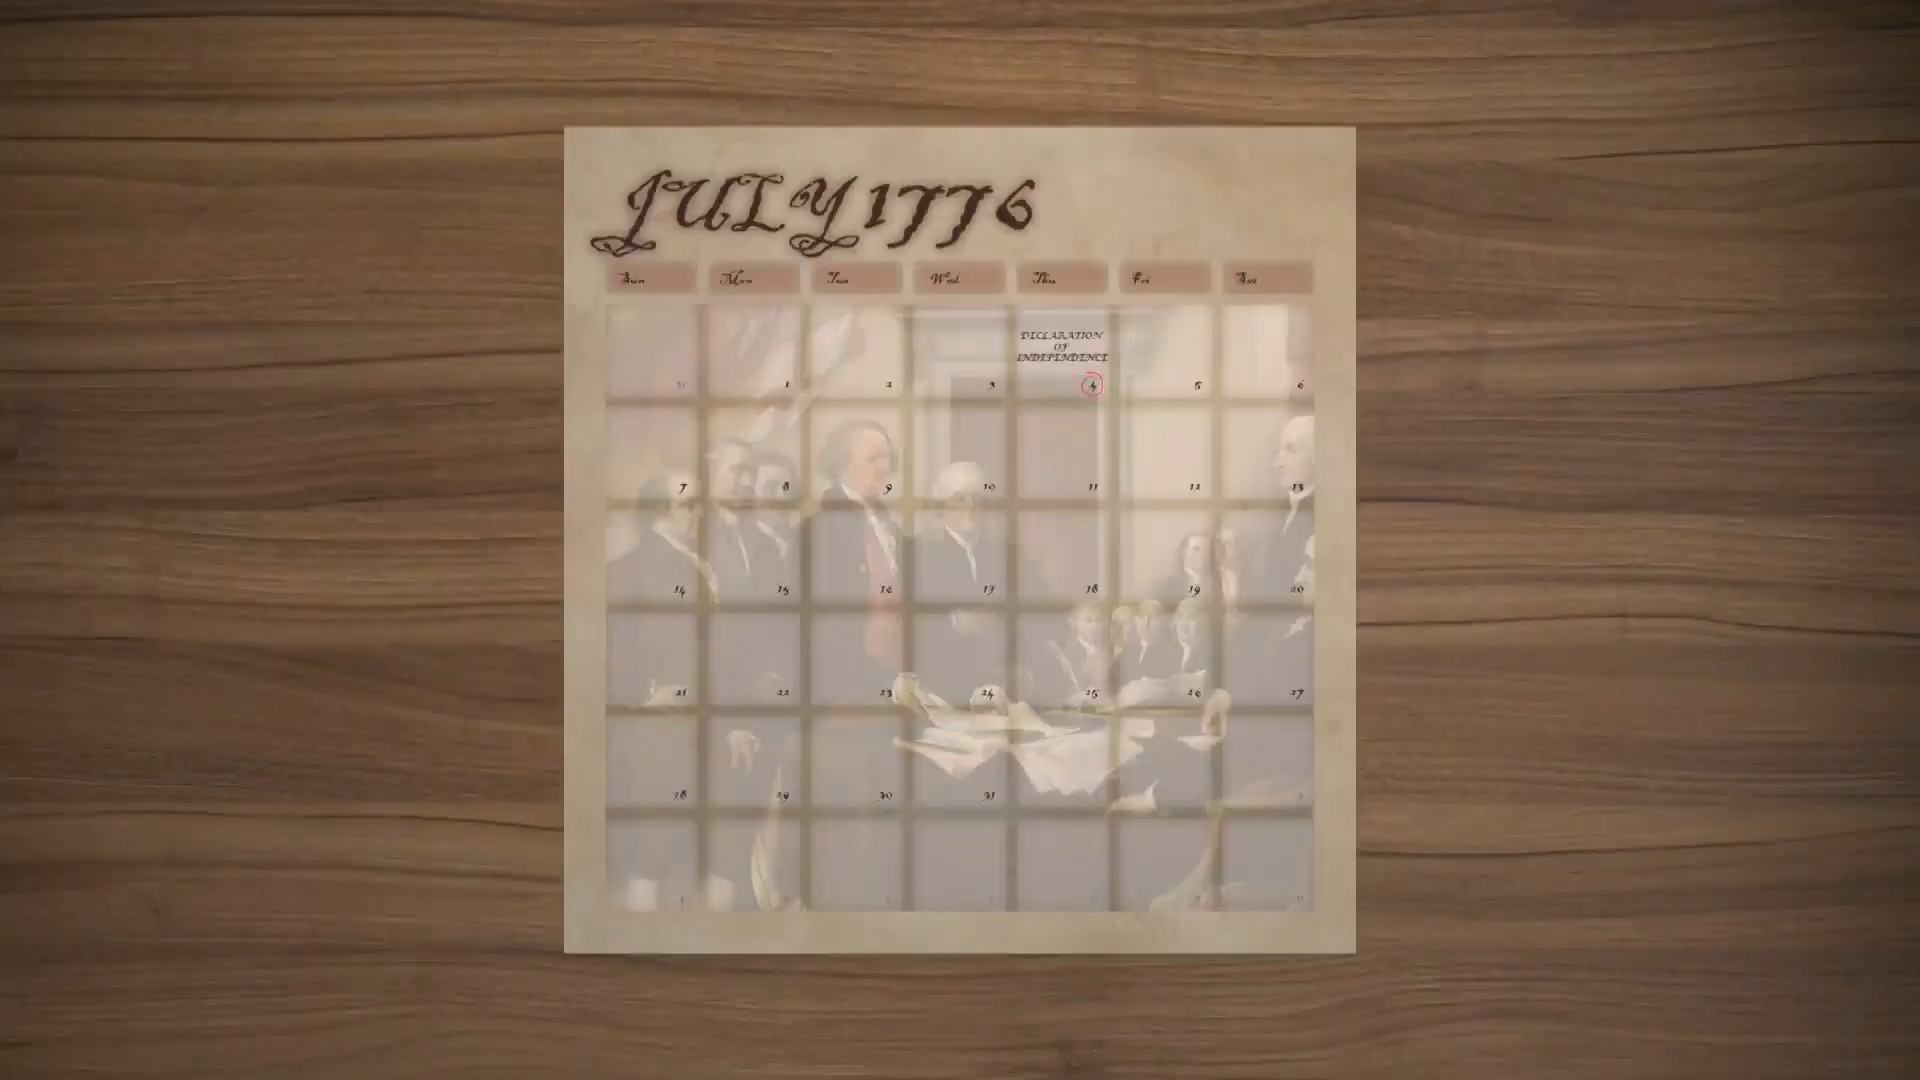 JULY 1776
Sun Mon Tue Wed Thu Fri Sat
DECLARATION
OF
INDEPENDENCE
1 2 3 4 5 6
7 8 9 10 11 12 13
14 15 16 17 18 19 20
21 22 23 24 25 26 27
28 29 30 31